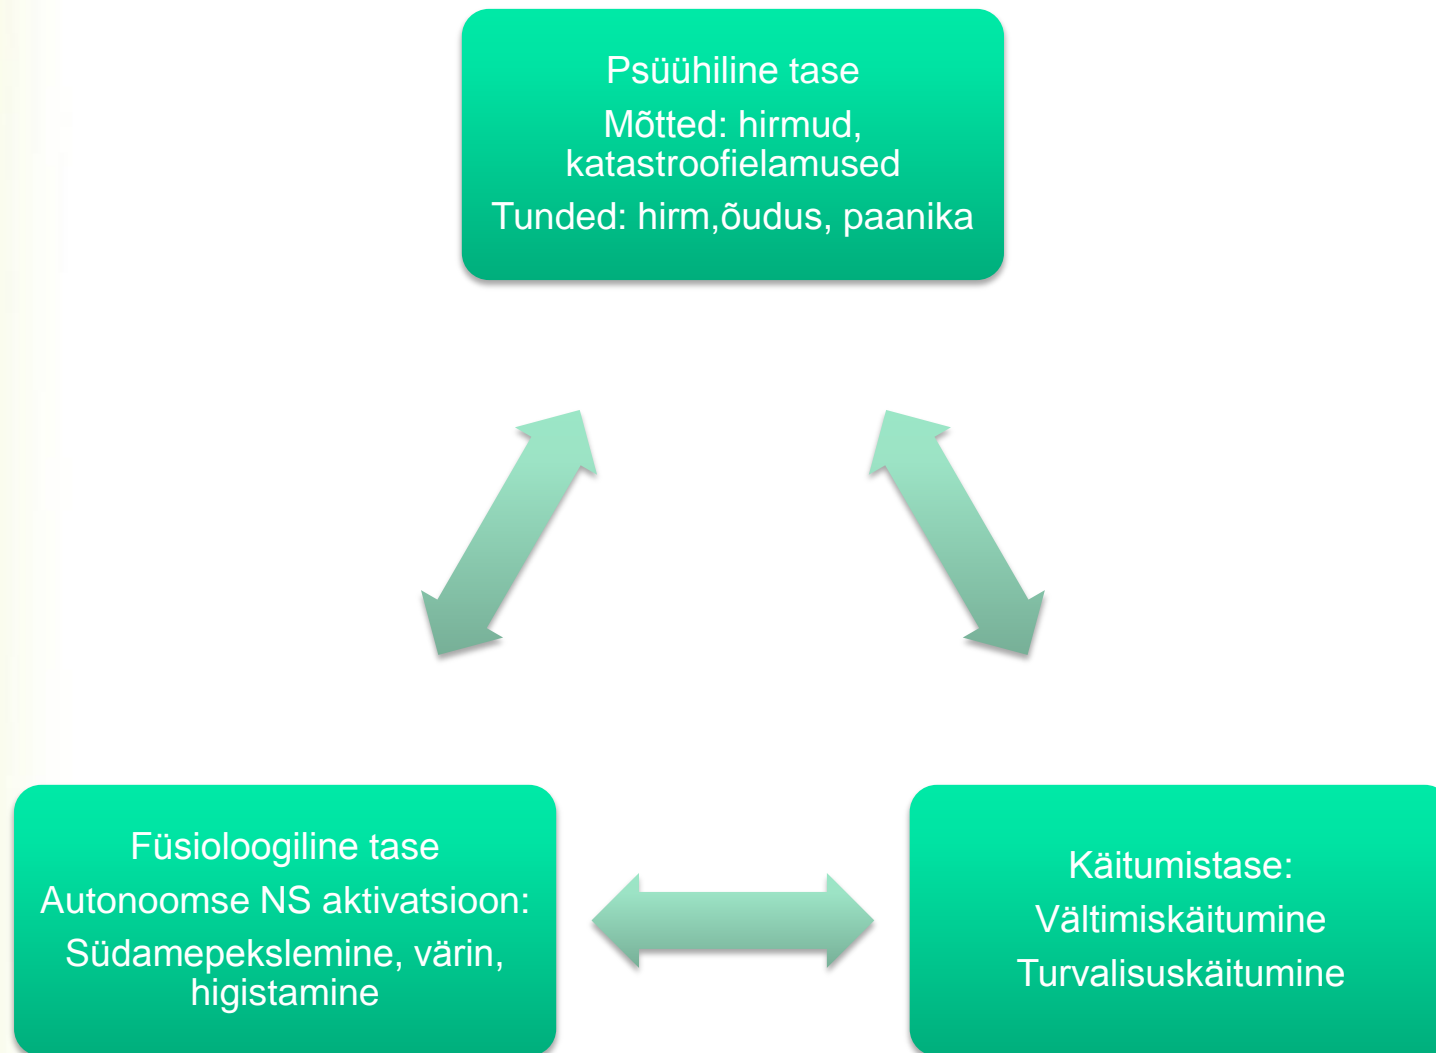 Psüühiline tase
Mõtted: hirmud,
katastroofielamused
Tunded: hirm,õudus, paanika
Füsioloogiline tase
Autonoomse NS aktivatsioon:
Südamepekslemine, värin,
higistamine
Käitumistase:
Vältimiskäitumine
Turvalisuskäitumine